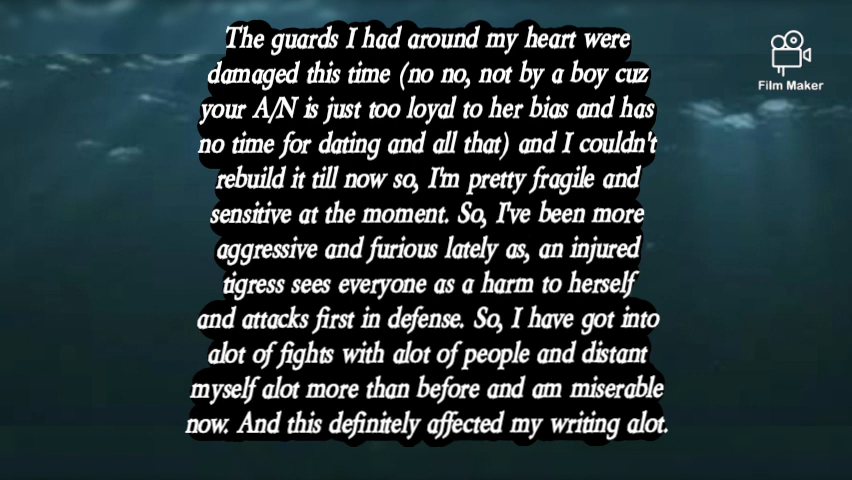 The guards I had around my heart were
damaged this time (no no, not by a boy cuz
your A/N is just too loyal to her bias and has
no time for dating and all that) and I couldn't
rebuild it till now so, I'm pretty fragile and
sensitive at the moment. So, I've been more
aggressive and furious lately as, an injured
tigress sees everyone as a harm to herself
and attacks first in defense. So, I have got into
alot of fights with alot of people and distant
myself alot more than before and am miserable
now. And this definitely affected my writing alot.
Film Maker